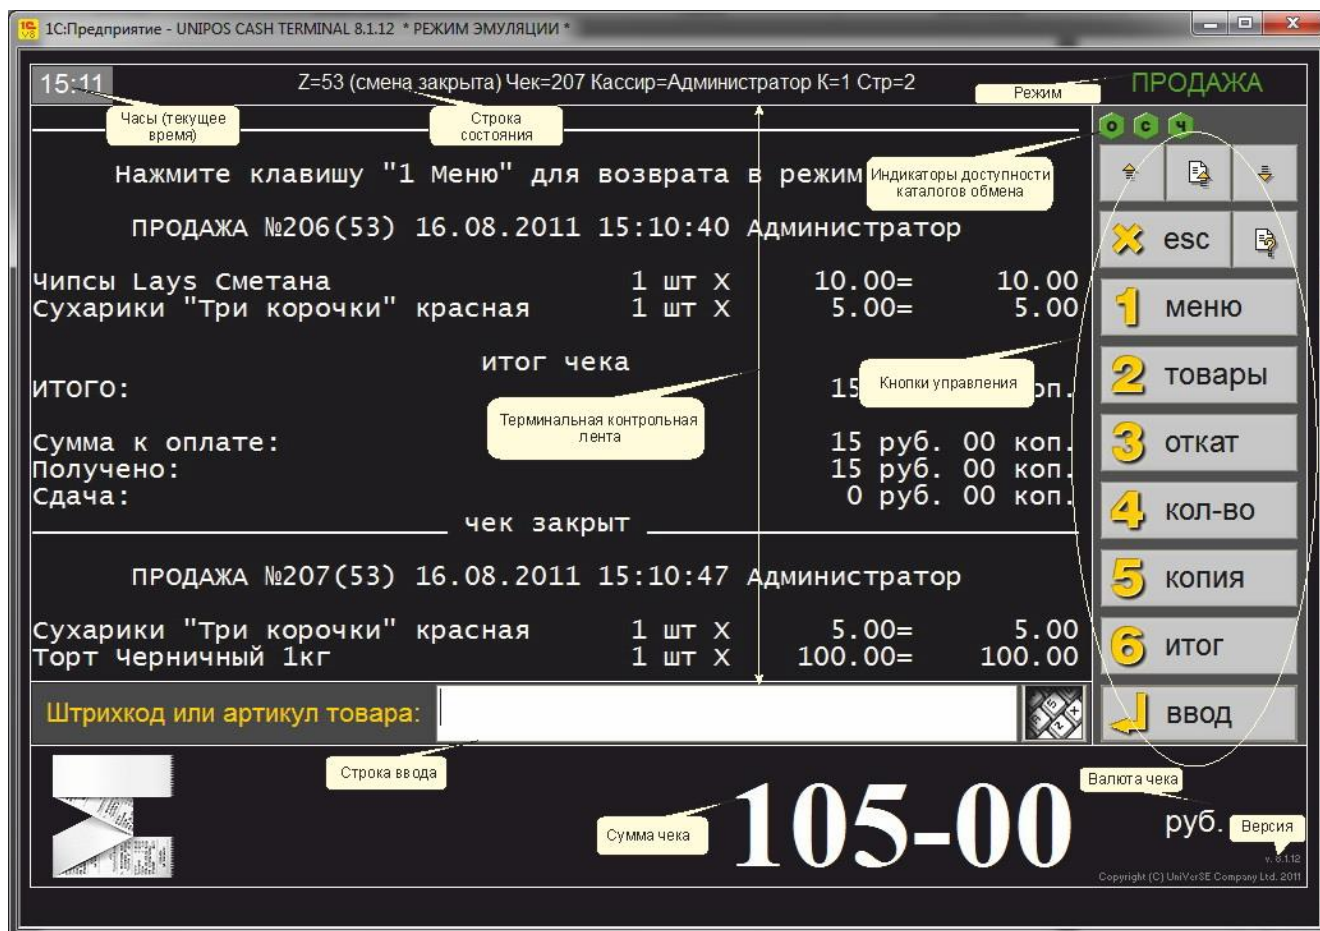 1С:Предприятие - UNIPOS CASH TERMINAL 8.1.12 * РЕЖИМ ЭМУЛЯЦИИ *
15:11 Z=53 (смена закрыта) Чек=207 Кассир=Администратор К=1 Стр=2 Режим ПРОДАЖА
Часы (текущее
время)
Строка
состояния
о с ч
Нажмите клавишу "1 Меню" для возврата в режим
Индикаторы доступности
каталогов обмена
ПРОДАЖА №206(53) 16.08.2011 15:10:40 Администратор
esc
Чипсы Lays Сметана 1 шт X 10.00= 10.00
Сухарики "Три корочки" красная 1 шт X 5.00= 5.00
1 меню
итог чека
ИТОГО: 15 оп.
Кнопки управления
2 товары
Терминальная контрольная
лента
Сумма к оплате: 15 руб. 00 коп.
Получено: 15 руб. 00 коп.
Сдача: 0 руб. 00 коп.
3 откат
чек закрыт
4 кол-во
ПРОДАЖА №207(53) 16.08.2011 15:10:47 Администратор
5 копия
Сухарики "Три корочки" красная 1 шт X 5.00= 5.00
Торт Черничный 1кг 1 шт X 100.00= 100.00
6 итог
Штрихкод или артикул товара:
ввод
Строка ввода
Валюта чека
Сумма чека
105-00
руб.
Версия
v. 8.1.12
Copyright (C) UniVerSE Company Ltd. 2011